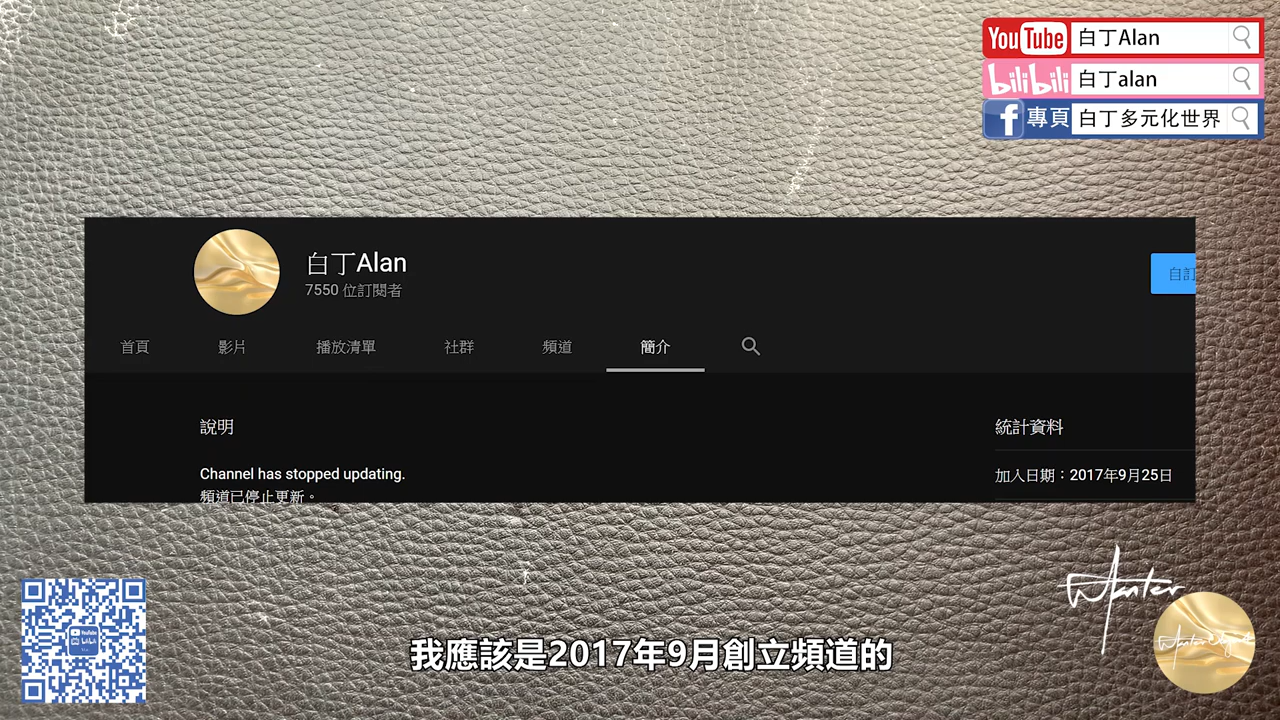 YouTube 白丁Alan
bilibili 白丁alan
f 專頁 白丁多元化世界
白丁Alan
7550 位訂閱者
自訂
首頁 影片 播放清單 社群 頻道 簡介
說明
統計資料
Channel has stopped updating.
加入日期：2017年9月25日
頻道已停止更新。
我應該是2017年9月創立頻道的